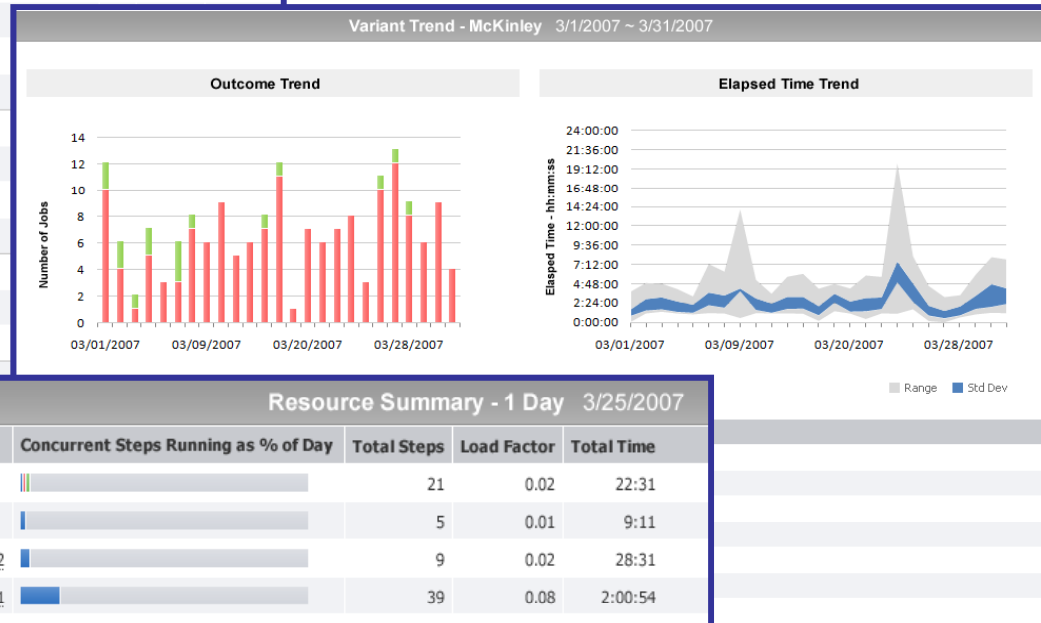 Variant Trend - McKinley 3/1/2007 ~ 3/31/2007
Outcome Trend
Number of Jobs
14
12
10
8
6
4
2
0
03/01/2007 03/09/2007 03/20/2007 03/28/2007
Elapsed Time Trend
Elasped Time - hh:mm:ss
24:00:00
21:36:00
19:12:00
16:48:00
14:24:00
12:00:00
9:36:00
7:12:00
4:48:00
2:24:00
0:00:00
03/01/2007 03/09/2007 03/20/2007 03/28/2007
Range Std Dev
Resource Summary - 1 Day 3/25/2007
Concurrent Steps Running as % of Day Total Steps Load Factor Total Time
21 0.02 22:31
5 0.01 9:11
2 9 0.02 28:31
1 39 0.08 2:00:54